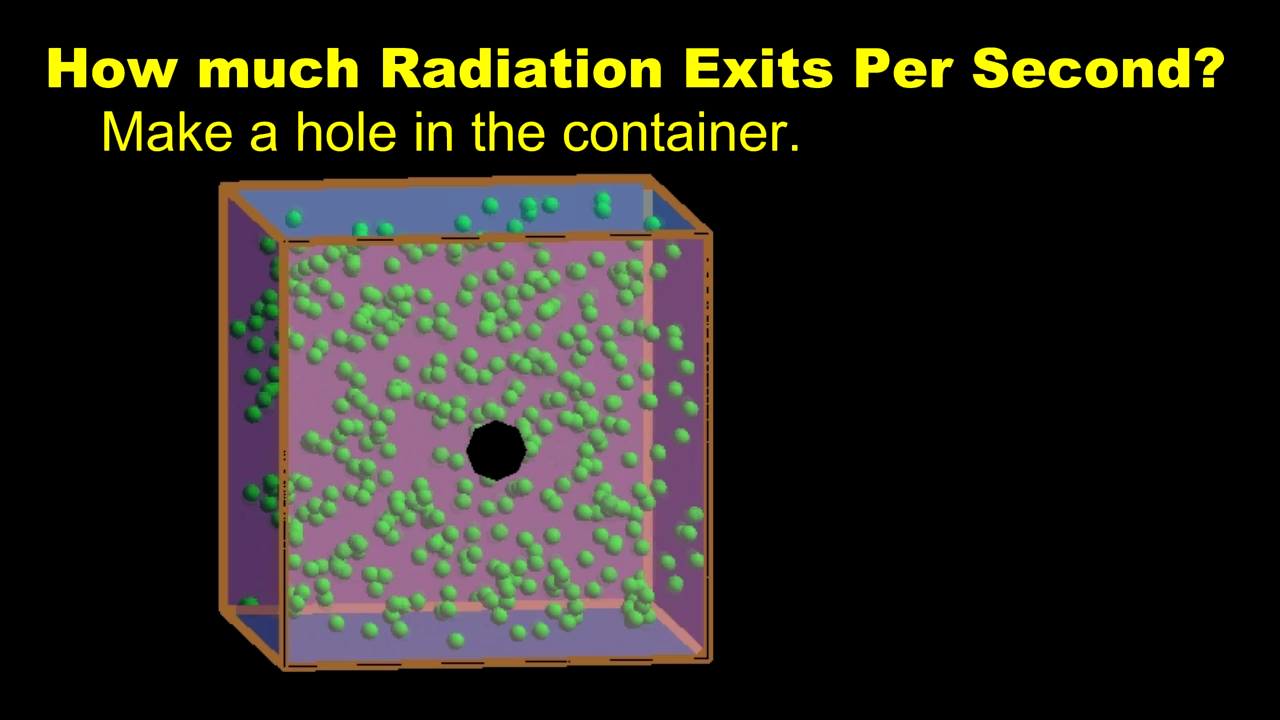 How much Radiation Exits Per Second?
Make a hole in the container.